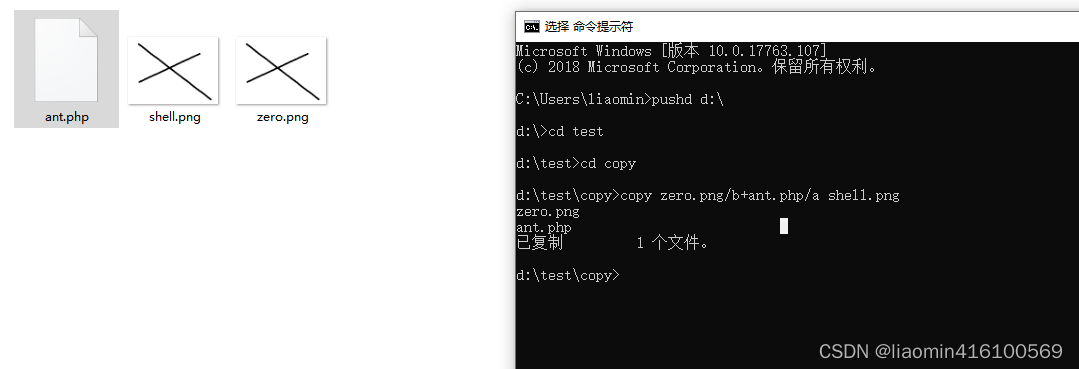 ant.php
shell.png
zero.png
选择 命令提示符
Microsoft Windows [版本 10.0.17763.107]
(c) 2018 Microsoft Corporation。保留所有权利。
C:\Users\liaomin>pushd d:\
d:\>cd test
d:\test>cd copy
d:\test\copy>copy zero.png/b+ant.php/a shell.png
zero.png
ant.php
已复制         1 个文件。
d:\test\copy>
CSDN @liaomin416100569